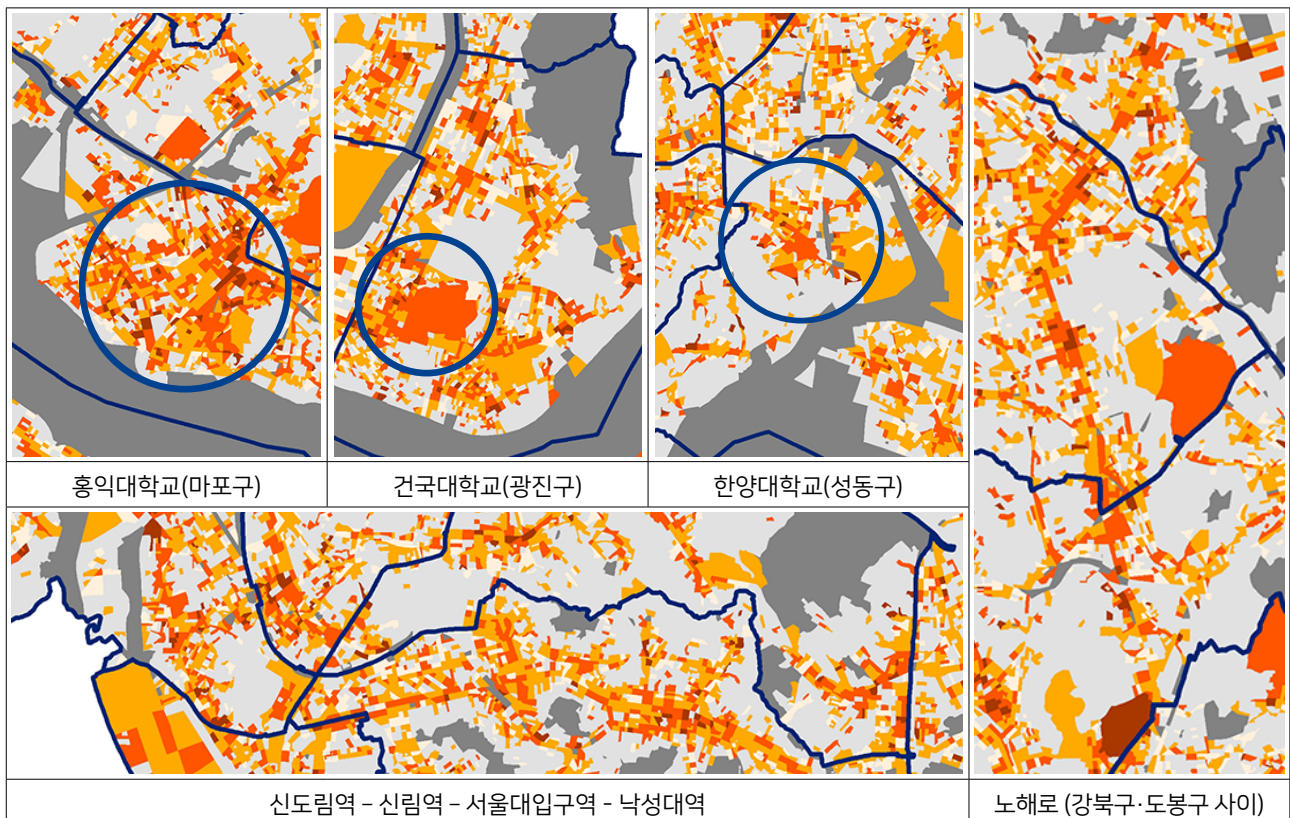 홍익대학교(마포구)
건국대학교(광진구)
한양대학교(성동구)
신도림역 – 신림역 – 서울대입구역 - 낙성대역
노해로 (강북구·도봉구 사이)